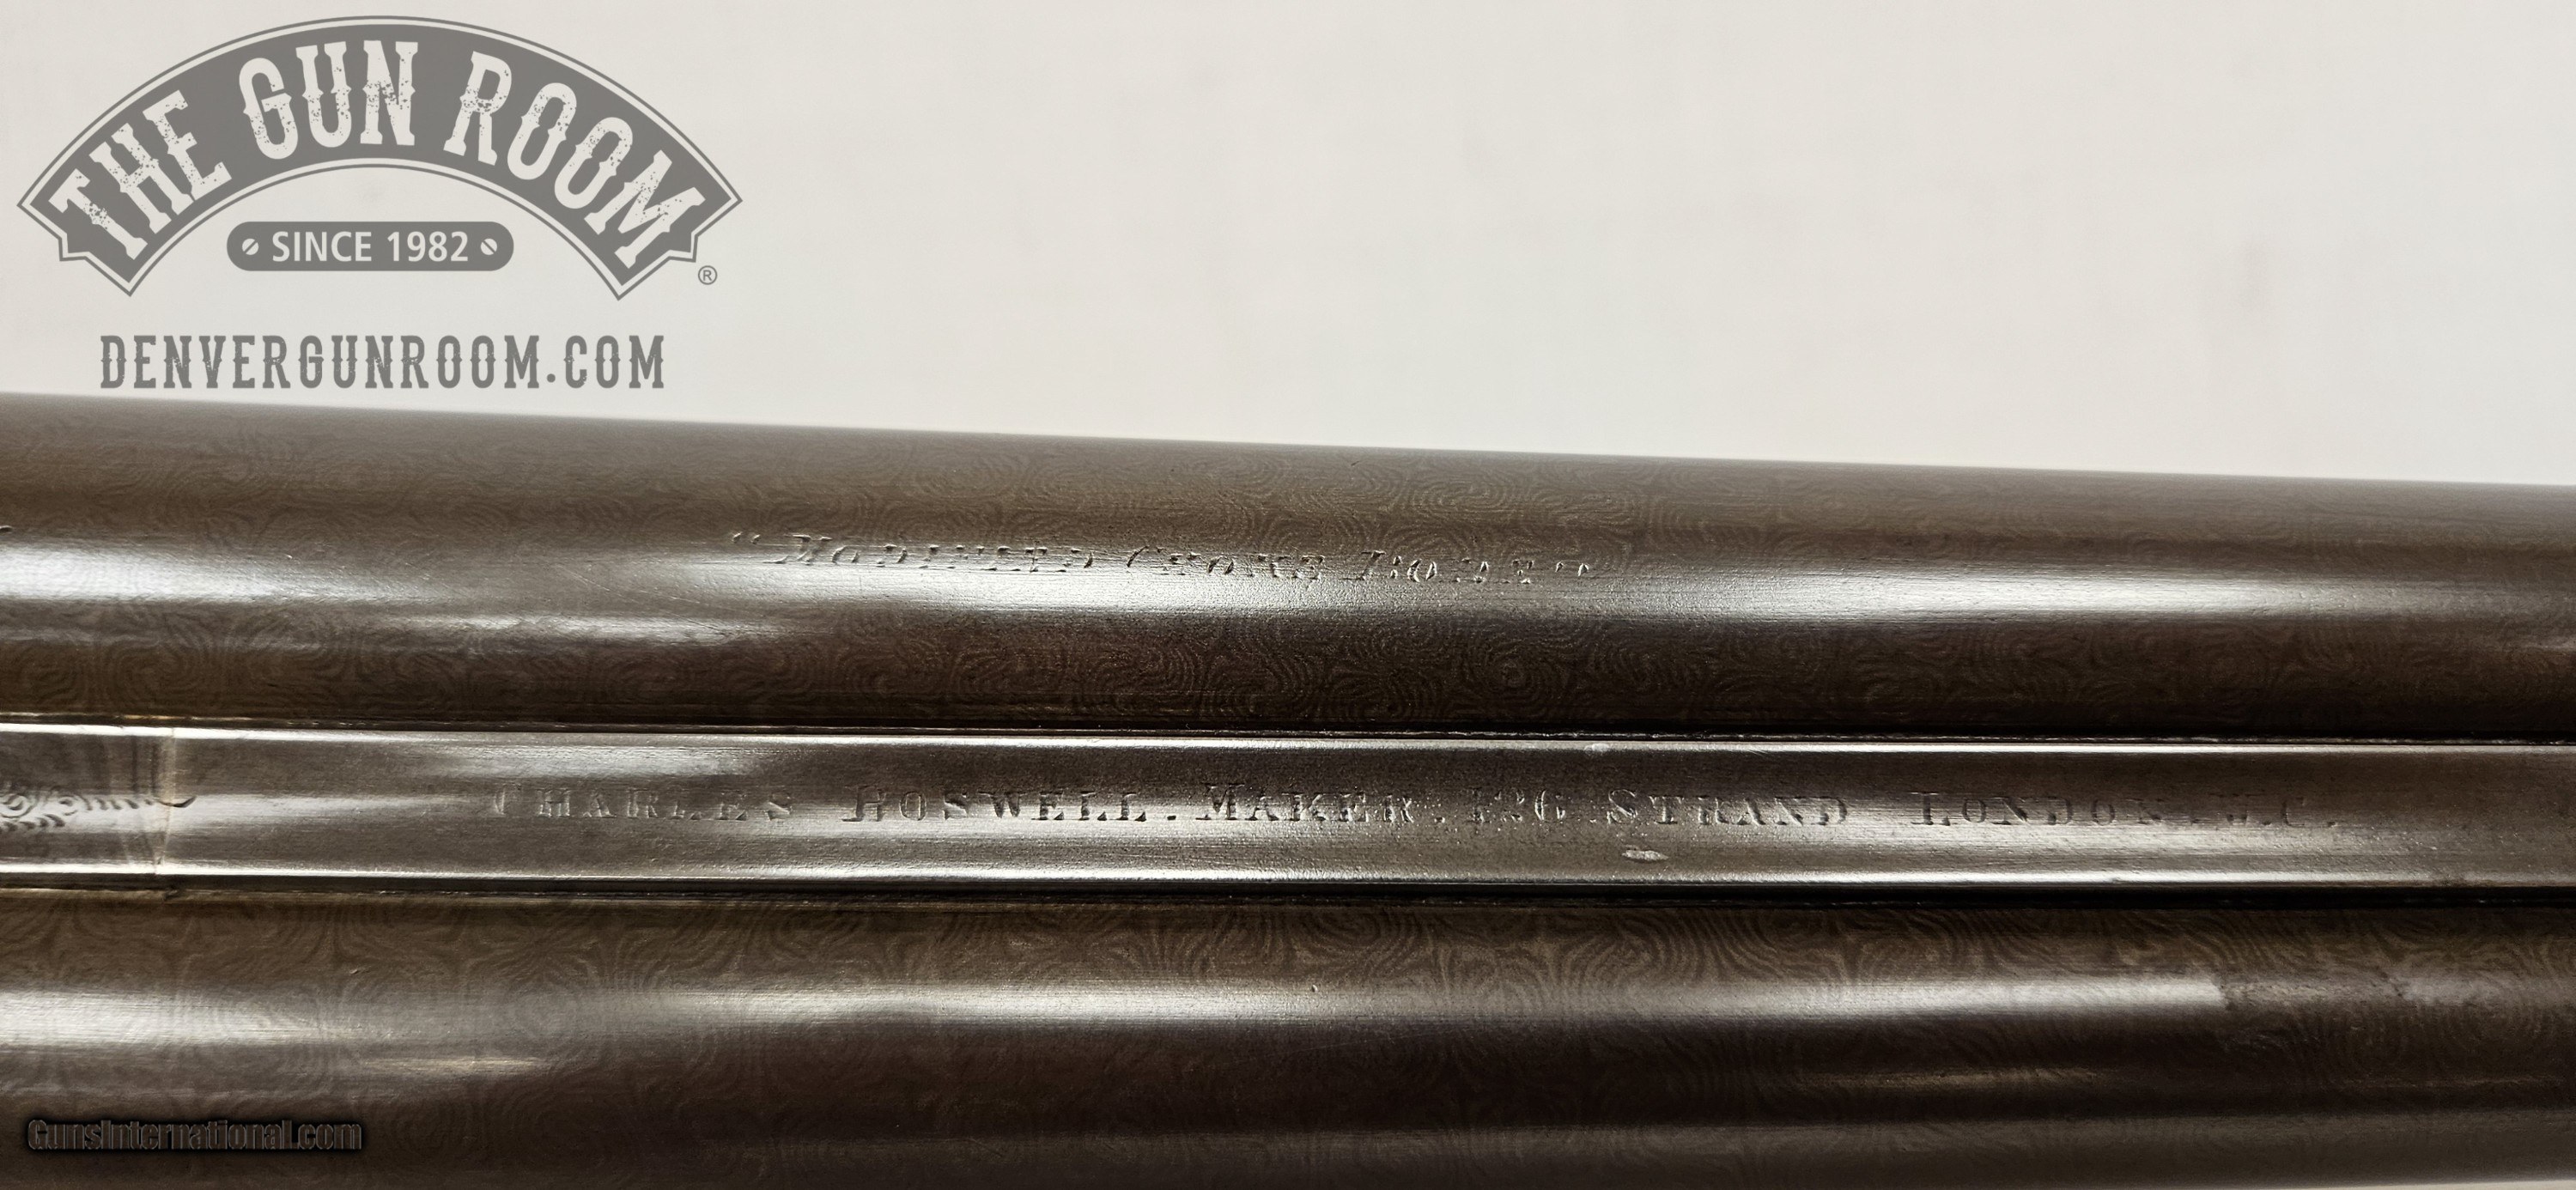 THE GUN ROOM
SINCE 1982
®
DENVERGUNROOM.COM
"MODIFIED CHOKE BORE"
CHARLES BOSWELL. MAKER. 126 STRAND LONDON. W.C.
GunsInternational.com